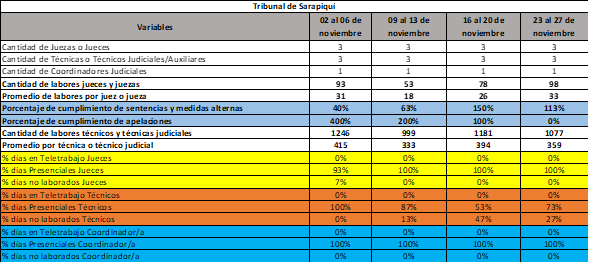 Tribunal de Sarapiquí
Variables 02 al 06 de noviembre 09 al 13 de noviembre 16 al 20 de noviembre 23 al 27 de noviembre
Cantidad de Juezas o Jueces 3 3 3 3
Cantidad de Técnicas o Técnicos Judiciales/Auxiliares 3 3 3 3
Cantidad de Coordinadores Judiciales 1 1 1 1
Cantidad de labores jueces y juezas 93 53 78 98
Promedio de labores por juez o jueza 31 18 26 33
Porcentaje de cumplimiento de sentencias y medidas alternas 40% 63% 150% 113%
Porcentaje de cumplimiento de apelaciones 400% 200% 100% 0%
Cantidad de labores técnicos y técnicas judiciales 1246 999 1181 1077
Promedio por técnica o técnico judicial 415 333 394 359
% días en Teletrabajo Jueces 0% 0% 0% 0%
% días Presenciales Jueces 93% 100% 100% 100%
% días no laborados Jueces 7% 0% 0% 0%
% días en Teletrabajo Técnicos 0% 0% 0% 0%
% días Presenciales Técnicos 100% 87% 53% 73%
% días no laborados Técnicos 0% 13% 47% 27%
% días en Teletrabajo Coordinador/a 0% 0% 0% 0%
% días Presenciales Coordinador/a 100% 100% 100% 100%
% días no laborados Coordinador/a 0% 0% 0% 0%